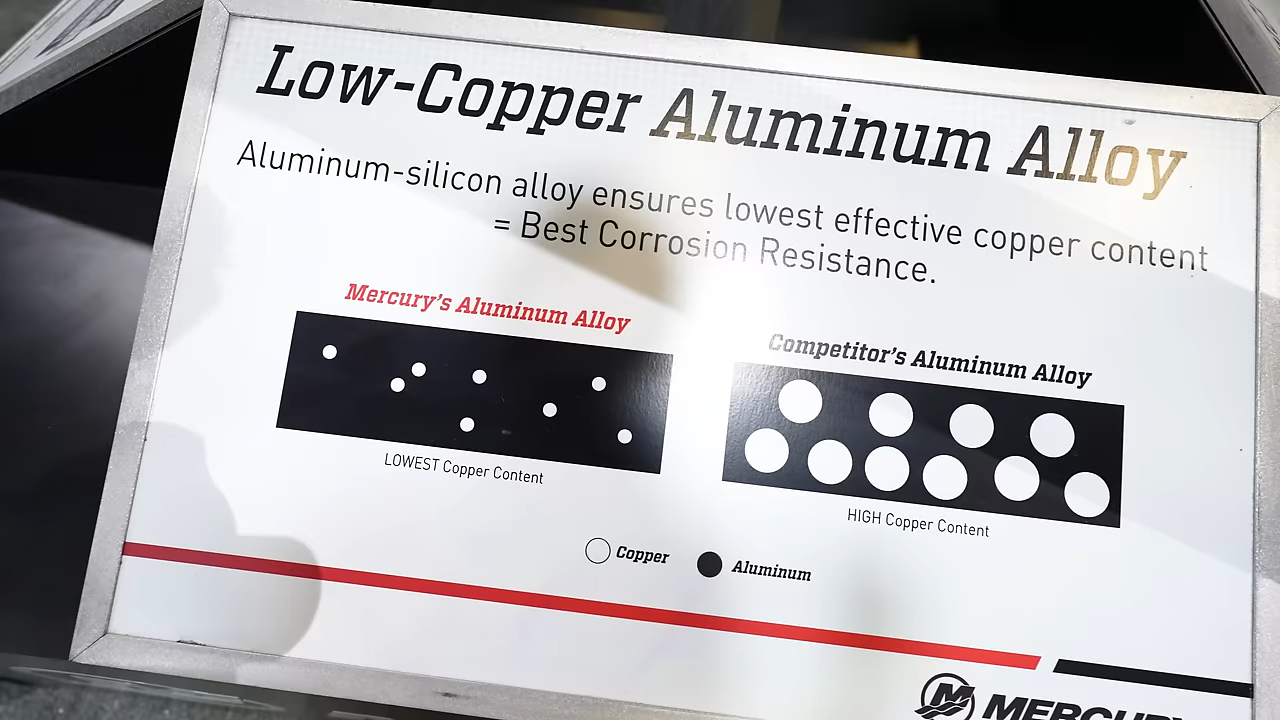 Low-Copper Aluminum Alloy
Aluminum-silicon alloy ensures lowest effective copper content
= Best Corrosion Resistance.
Mercury's Aluminum Alloy
Competitor's Aluminum Alloy
LOWEST Copper Content
HIGH Copper Content
Copper
Aluminum
MERCURY